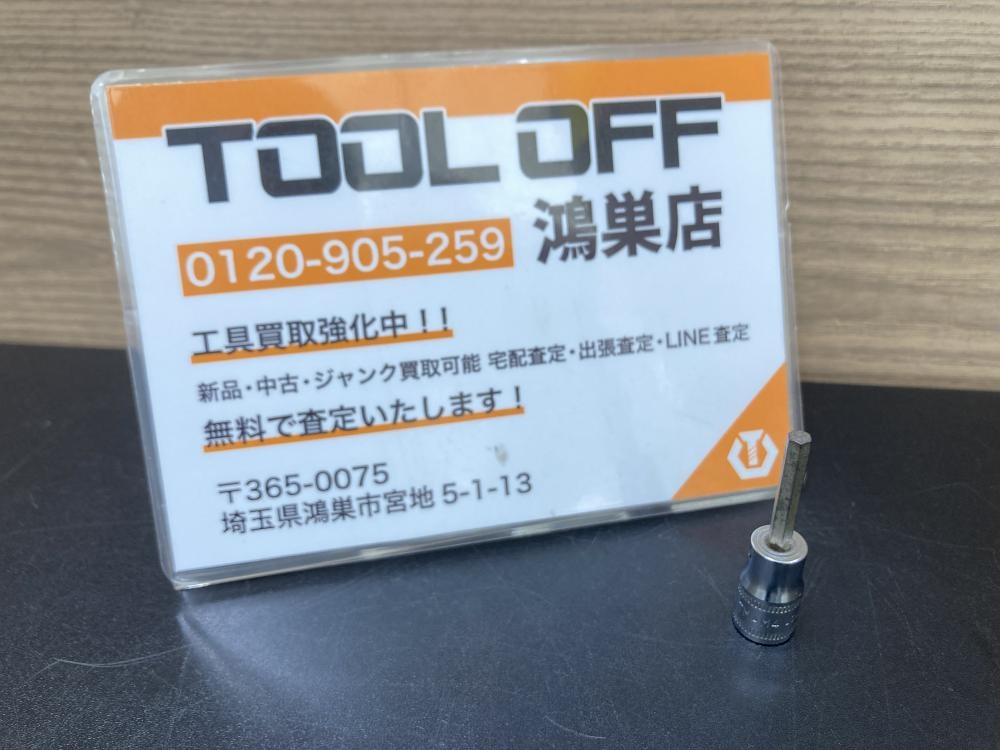 TOOL OFF
鴻巣店
0120-905-259
工具買取強化中！！
新品・中古・ジャンク買取可能 宅配査定・出張査定・LINE査定
無料で査定いたします！
〒365-0075
埼玉県鴻巣市宮地 5-1-13